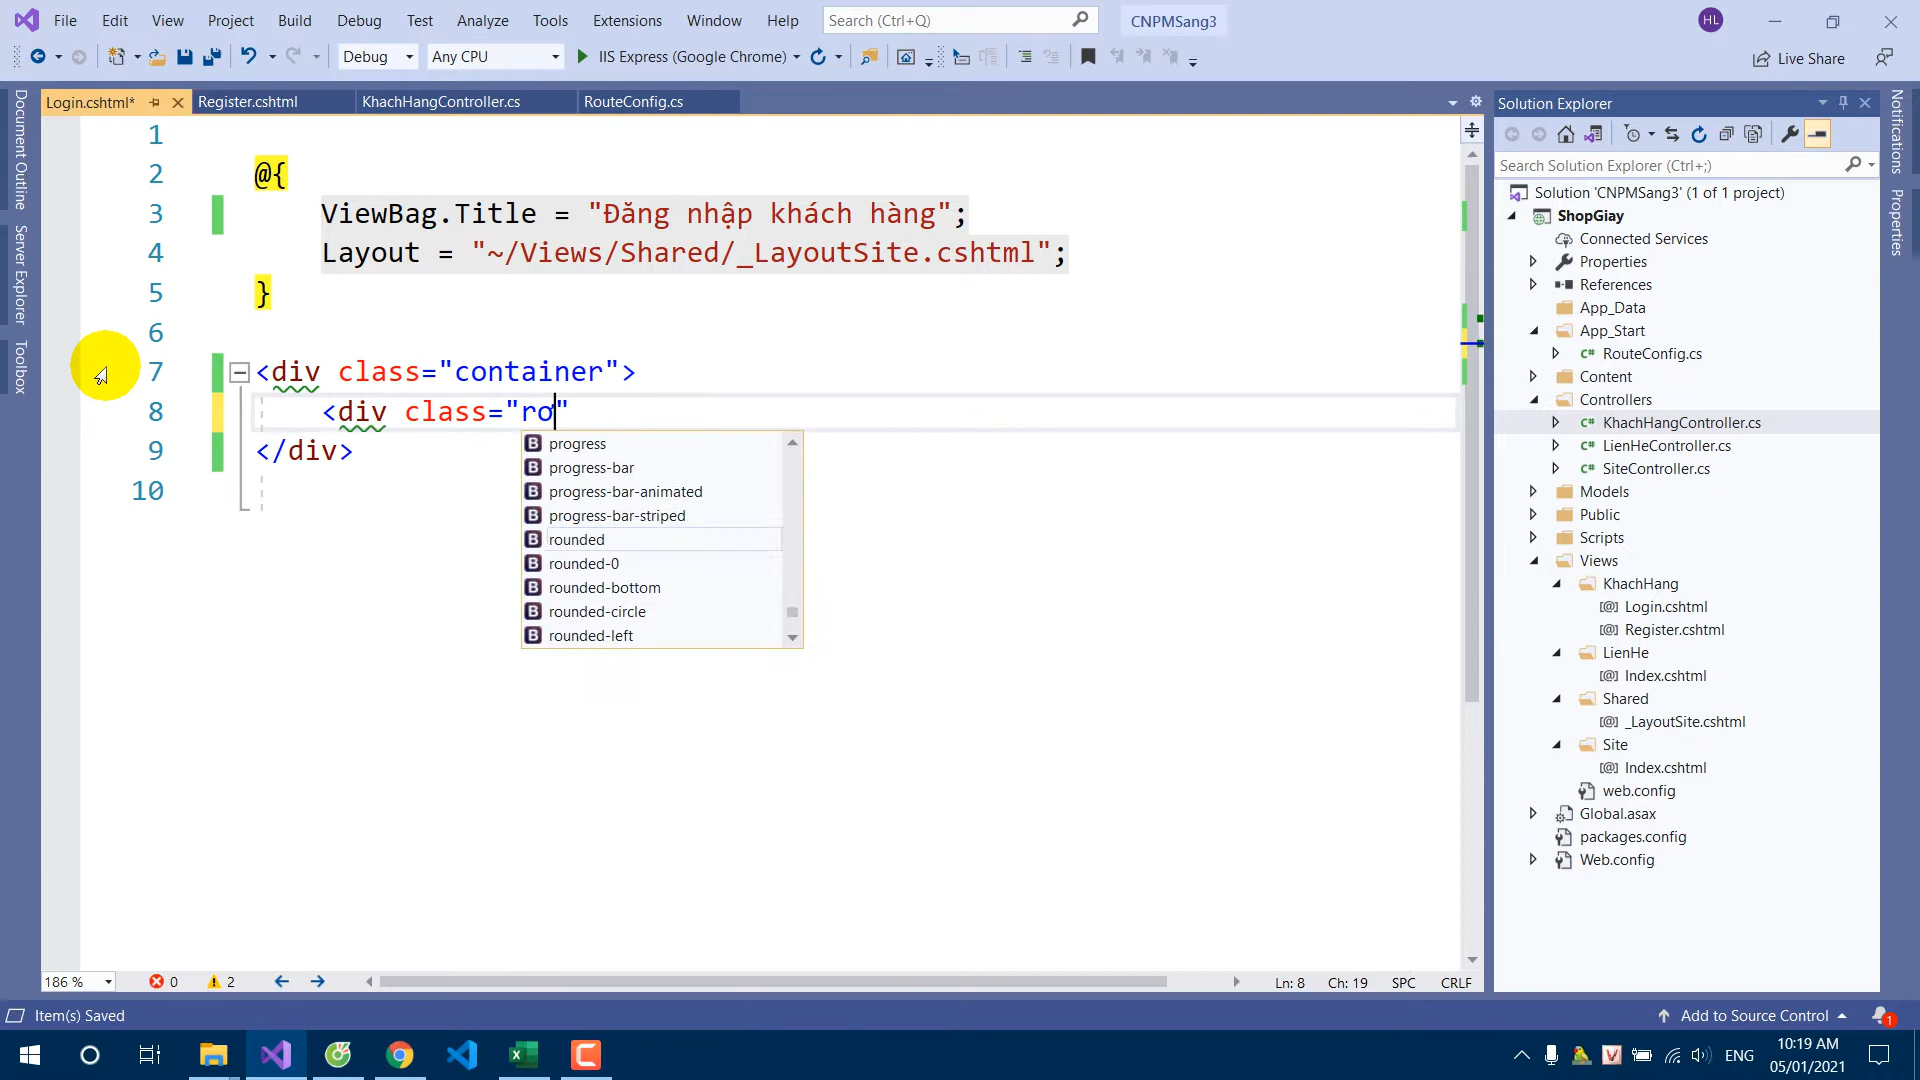 File Edit View Project Build Debug Test Analyze Tools Extensions Window Help Search (Ctrl+Q) CNPMSang3 HL
Debug Any CPU IIS Express (Google Chrome) Live Share
Login.cshtml* Register.cshtml KhachHangController.cs RouteConfig.cs
Document Outline
Server Explorer
Toolbox
1
2 @{
3 ViewBag.Title = "Đăng nhập khách hàng";
4 Layout = "~/Views/Shared/_LayoutSite.cshtml";
5 }
6
7 <div class="container">
8 <div class="rơ"
9 </div>
10
progress
progress-bar
progress-bar-animated
progress-bar-striped
rounded
rounded-0
rounded-bottom
rounded-circle
rounded-left
Solution Explorer
Search Solution Explorer (Ctrl+;)
Solution 'CNPMSang3' (1 of 1 project)
ShopGiay
Connected Services
Properties
References
App_Data
App_Start
RouteConfig.cs
Content
Controllers
KhachHangController.cs
LienHeController.cs
SiteController.cs
Models
Public
Scripts
Views
KhachHang
Login.cshtml
Register.cshtml
LienHe
Index.cshtml
Shared
_LayoutSite.cshtml
Site
Index.cshtml
web.config
Global.asax
packages.config
Web.config
Notifications
Properties
186 % 0 2 Ln: 8 Ch: 19 SPC CRLF
Item(s) Saved Add to Source Control 1
ENG 10:19 AM
05/01/2021